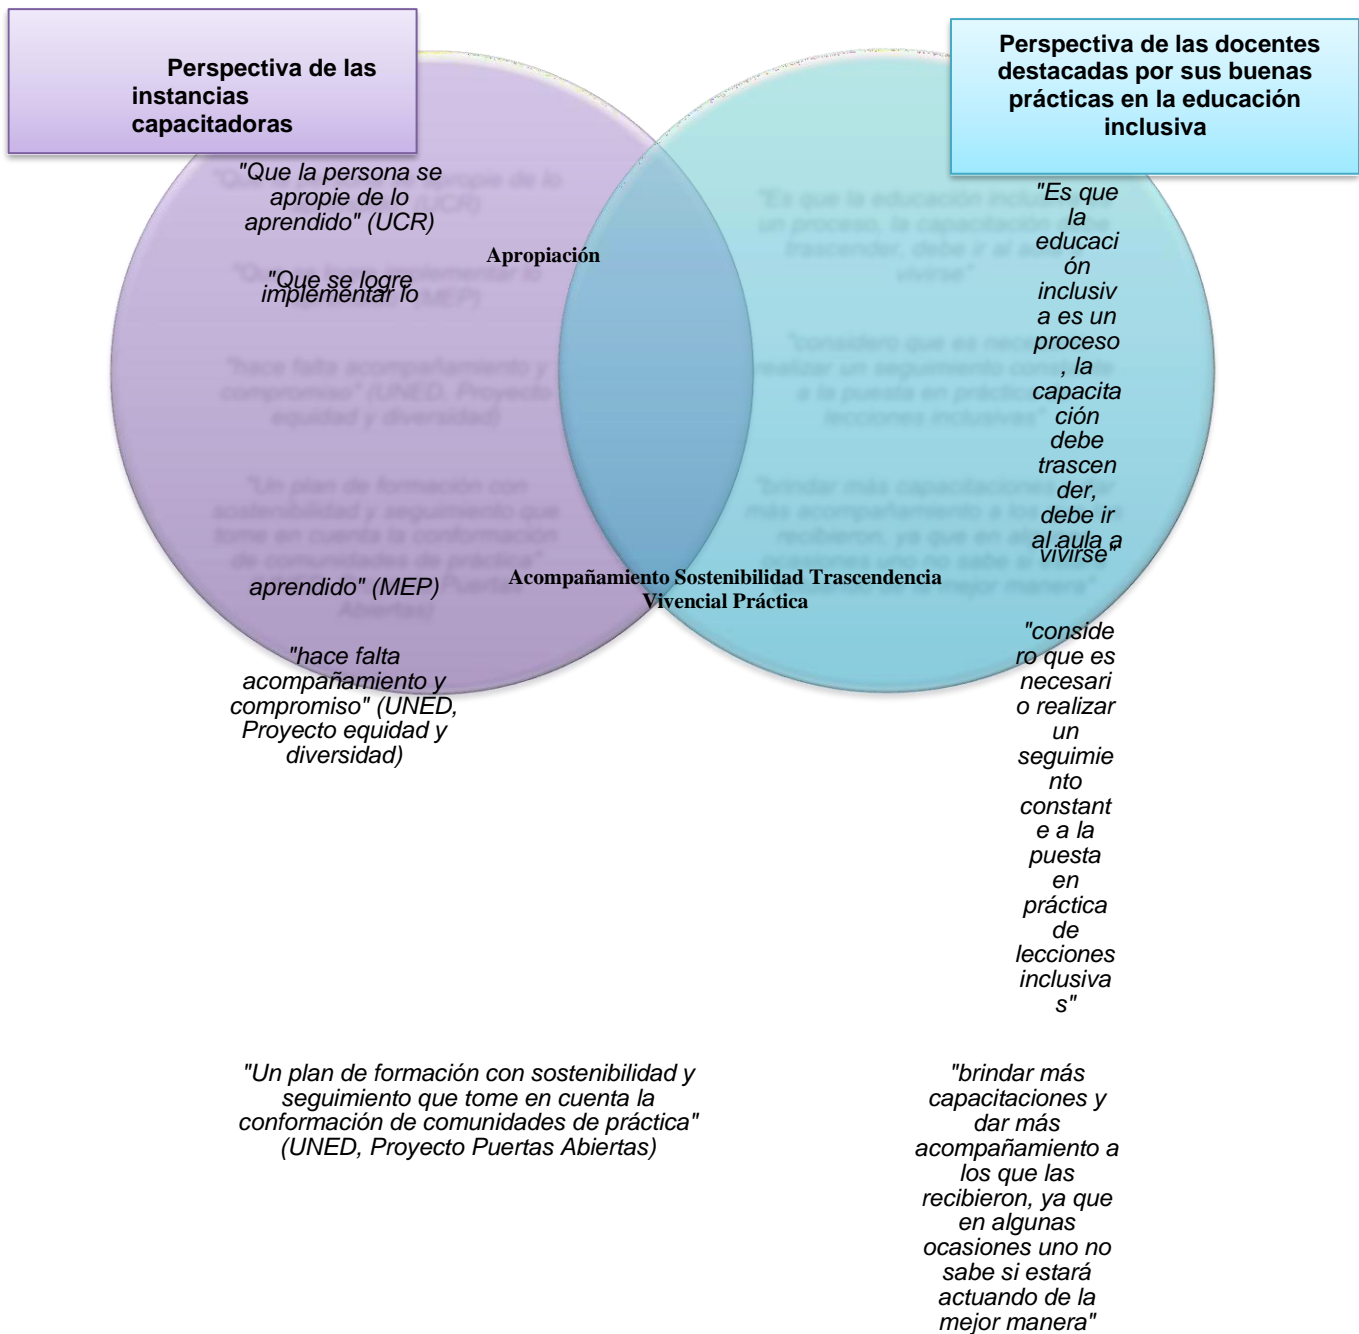 Perspectiva de las
instancias
capacitadoras
"Que la persona se
apropie de lo
aprendido" (UCR)
"Que se logre
implementar lo
aprendido" (MEP)
"hace falta
acompañamiento y
compromiso" (UNED,
Proyecto equidad y
diversidad)
"Un plan de formación con sostenibilidad y
seguimiento que tome en cuenta la
conformación de comunidades de práctica"
(UNED, Proyecto Puertas Abiertas)
Apropiación
Acompañamiento Sostenibilidad Trascendencia
Vivencial Práctica
Perspectiva de las docentes
destacadas por sus buenas
prácticas en la educación
inclusiva
"Es que
la
educaci
ón
inclusiv
a es un
proceso
, la
capacita
ción
debe
trascen
der,
debe ir
al aula a
vivirse"
"conside
ro que es
necesari
o realizar
un
seguimie
nto
constant
e a la
puesta
en
práctica
de
lecciones
inclusiva
s"
"brindar más
capacitaciones y
dar más
acompañamiento a
los que las
recibieron, ya que
en algunas
ocasiones uno no
sabe si estará
actuando de la
mejor manera"